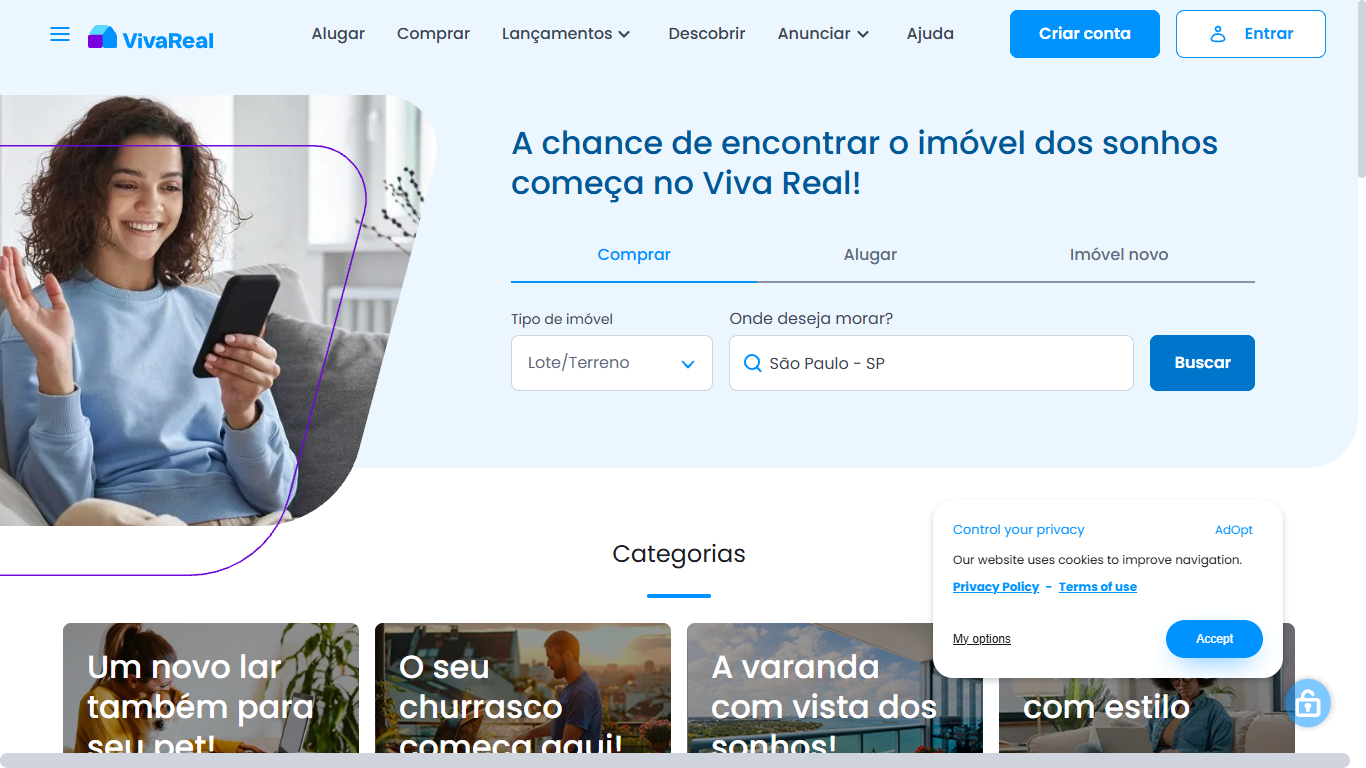 VivaReal
Alugar
Comprar
Lançamentos
Descobrir
Anunciar
Ajuda
Criar conta
Entrar
A chance de encontrar o imóvel dos sonhos
começa no Viva Real!
Comprar
Alugar
Imóvel novo
Tipo de imóvel
Onde deseja morar?
Lote/Terreno
São Paulo - SP
Buscar
Categorias
Control your privacy
AdOpt
Our website uses cookies to improve navigation.
Privacy Policy - Terms of use
My options
Accept
Um novo lar
também para
seu pet!
O seu
churrasco
começa aqui!
A varanda
com vista dos
sonhos!
com estilo